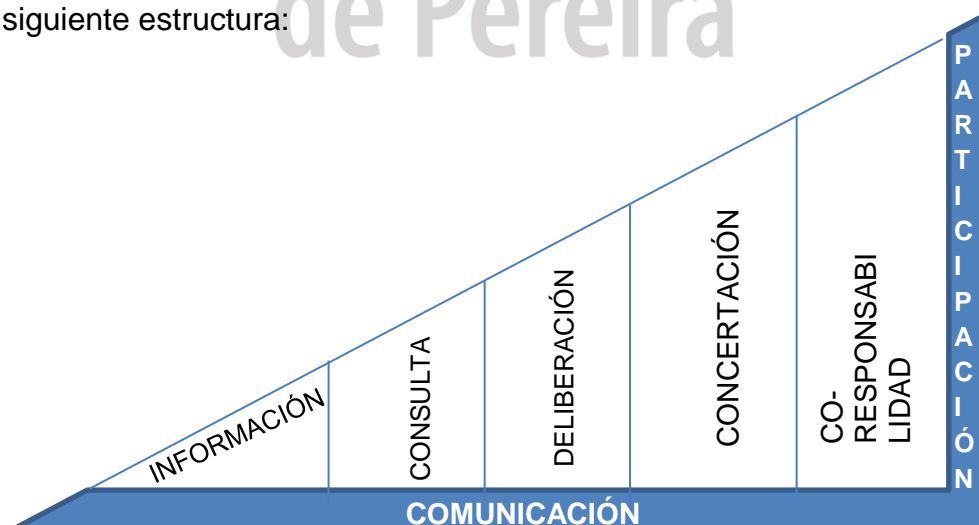 de Pereira
siguiente estructura:
INFORMACIÓN
CONSULTA
DELIBERACIÓN
CONCERTACIÓN
CO-
RESPONSABI
LIDAD
PARTICIPACIÓN
COMUNICACIÓN